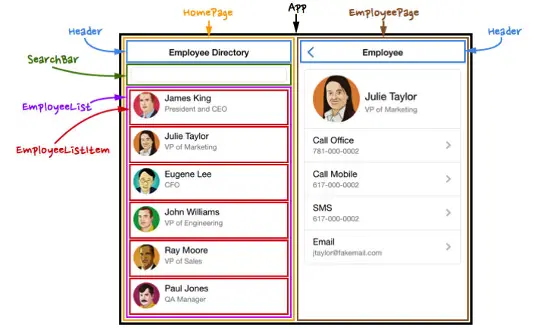 HomePage
App
EmployeePage
Header
Header
SearchBar
EmployeeList
EmployeeListItem
Employee Directory
James King
President and CEO
Julie Taylor
VP of Marketing
Eugene Lee
CFO
John Williams
VP of Engineering
Ray Moore
VP of Sales
Paul Jones
QA Manager
Employee
Julie Taylor
VP of Marketing
Call Office
781-000-0002
Call Mobile
617-000-0002
SMS
617-000-0002
Email
jtaylor@fakemail.com